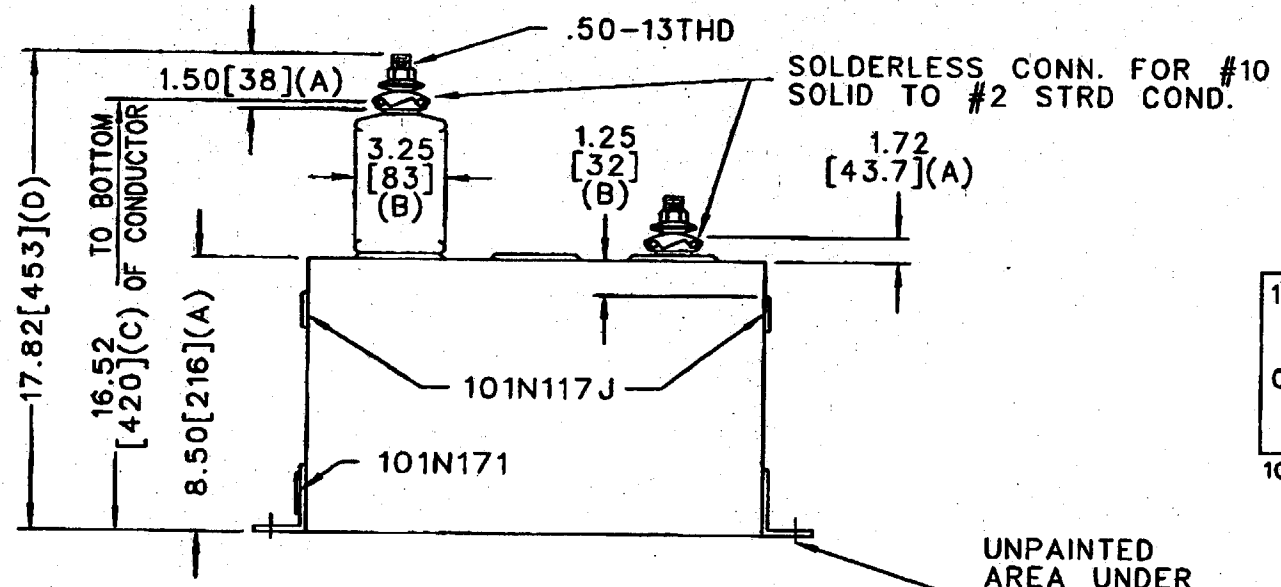 .50-13THD
1.50[38](A)
SOLDERLESS CONN. FOR #10
SOLID TO #2 STRD COND.
17.82[453](D)
16.52 TO BOTTOM
[420](C) OF CONDUCTOR
8.50[216](A)
3.25
[83]
(B)
1.25
[32]
(B)
1.72
[43.7](A)
101N117J
101N171
UNPAINTED
AREA UNDER